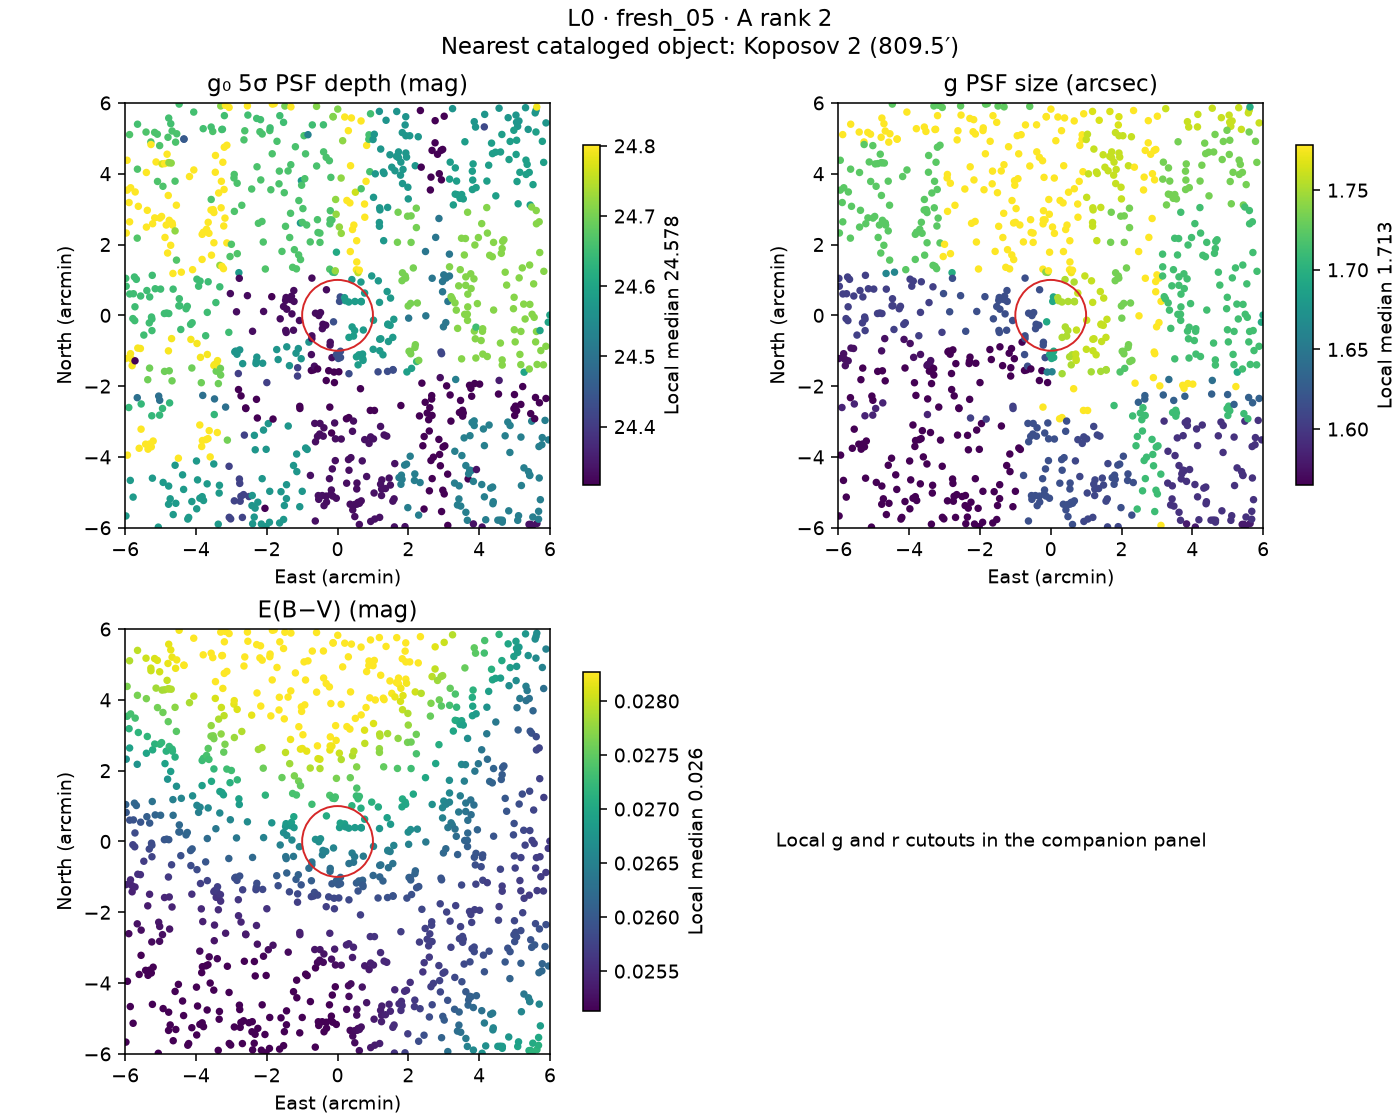 L0 · fresh_05 · A rank 2
Nearest cataloged object: Koposov 2 (809.5′)
g₀ 5σ PSF depth (mag)
6
4
2
0
−2
−4
−6
−6 −4 −2 0 2 4 6
North (arcmin)
East (arcmin)
24.8
24.7
24.6
24.5
24.4
Local median 24.578
g PSF size (arcsec)
6
4
2
0
−2
−4
−6
−6 −4 −2 0 2 4 6
North (arcmin)
East (arcmin)
1.75
1.70
1.65
1.60
Local median 1.713
E(B−V) (mag)
6
4
2
0
−2
−4
−6
−6 −4 −2 0 2 4 6
North (arcmin)
East (arcmin)
0.0280
0.0275
0.0270
0.0265
0.0260
0.0255
Local median 0.026
Local g and r cutouts in the companion panel